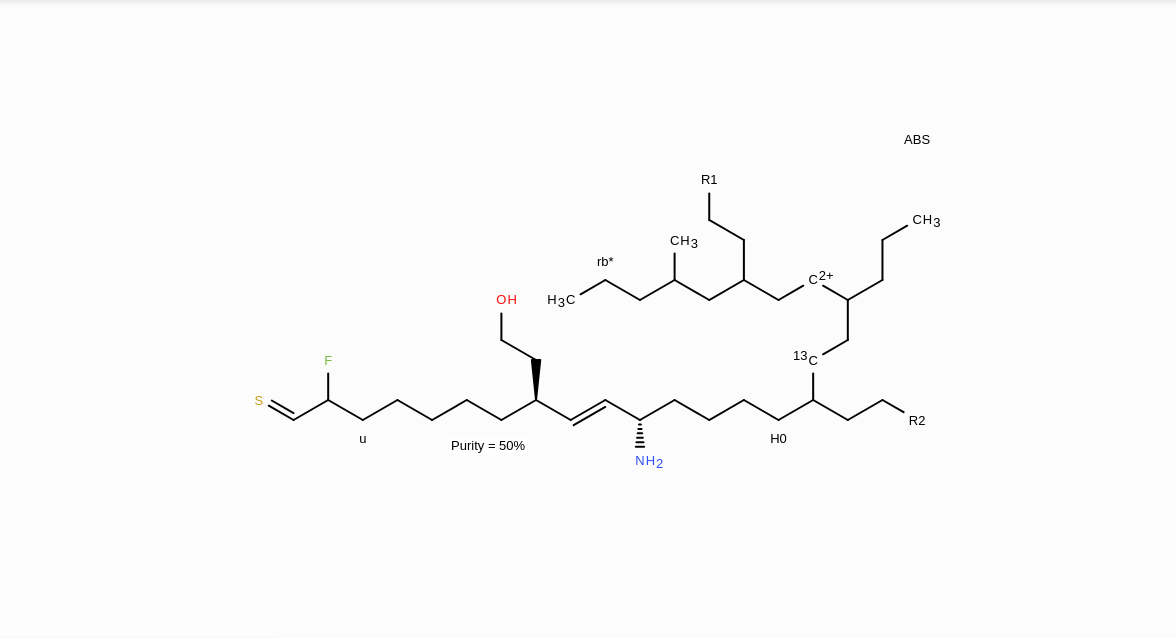 ABS
R1
CH3
CH3
rb*
C2+
H3C
OH
13C
F
S
R2
u
H0
Purity = 50%
NH2